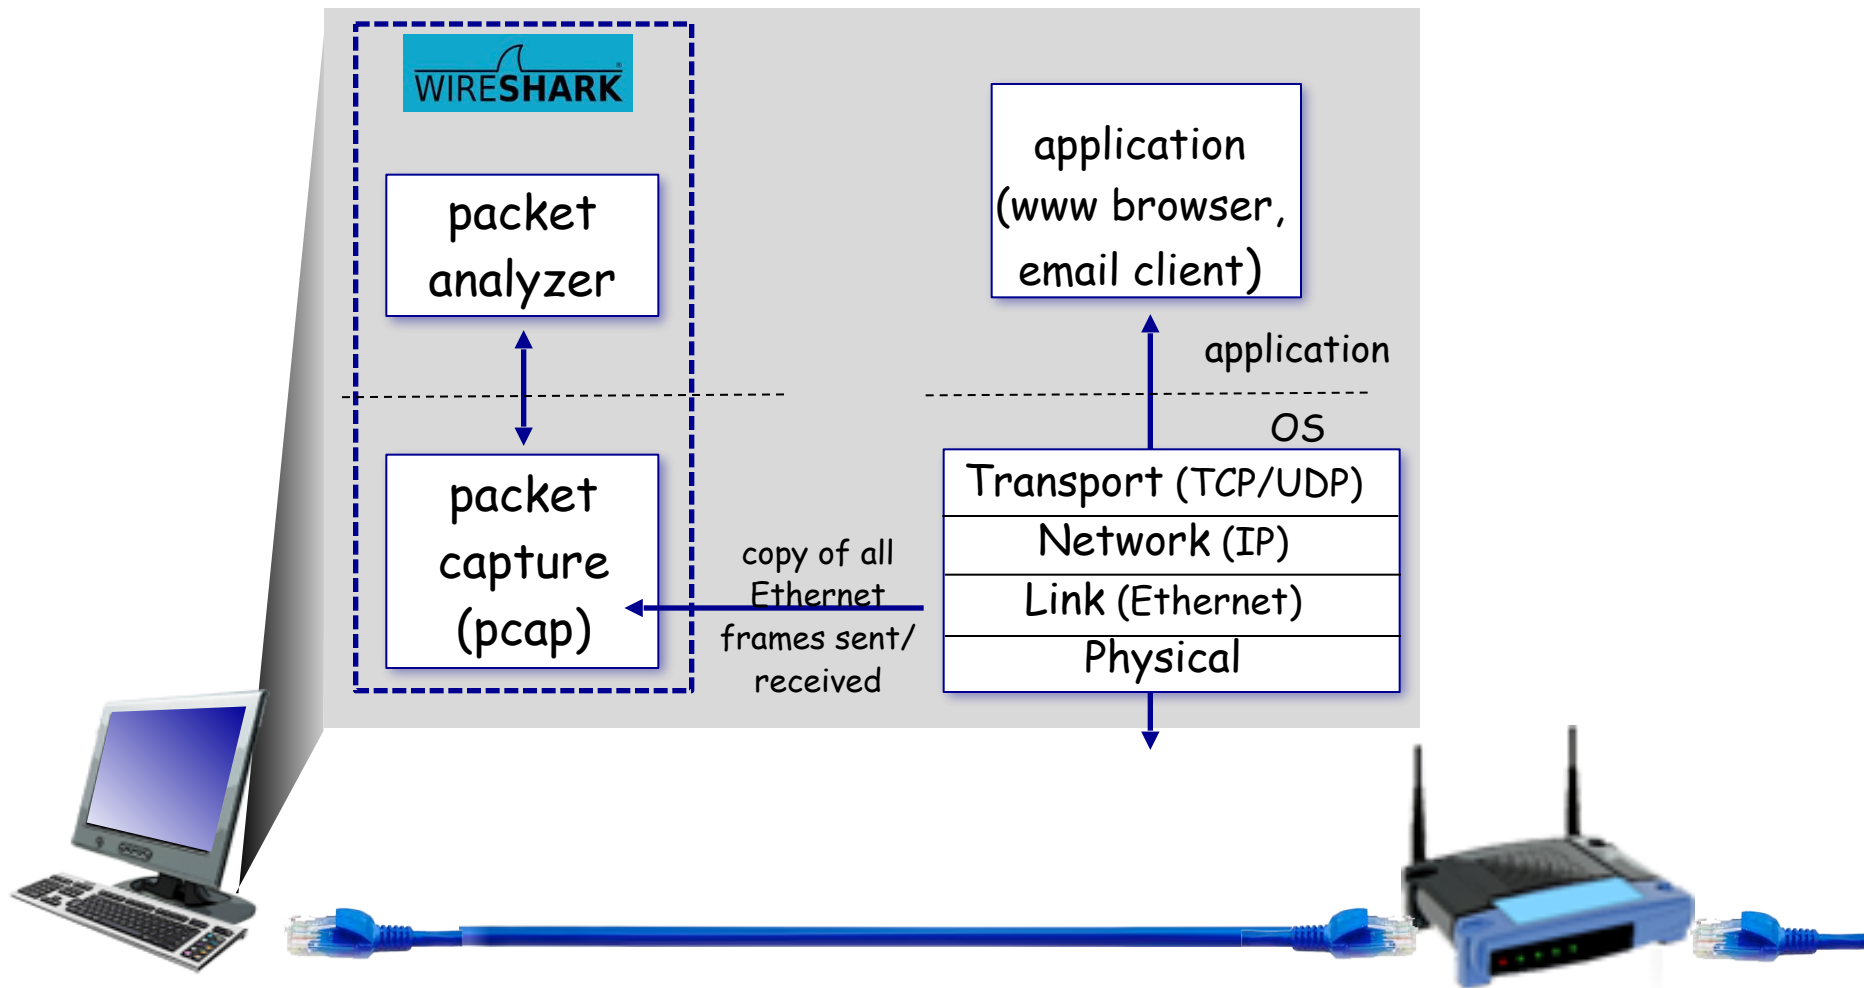 WIRESHARK
packet
analyzer
packet
capture
(pcap)
copy of all
Ethernet
frames sent/
received
application
(www browser,
email client)
application
OS
Transport (TCP/UDP)
Network (IP)
Link (Ethernet)
Physical